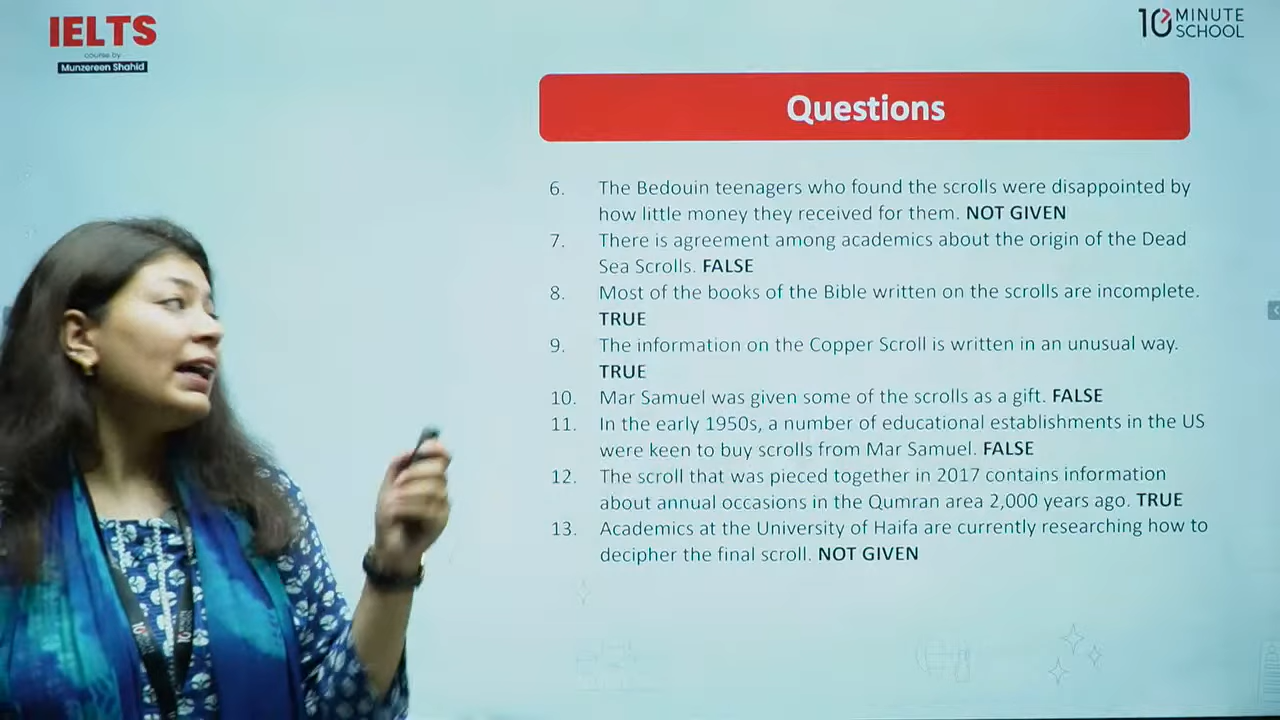 IELTS
course by
Munzereen Shahid
10 MINUTE
SCHOOL
Questions
6. The Bedouin teenagers who found the scrolls were disappointed by
how little money they received for them. NOT GIVEN
7. There is agreement among academics about the origin of the Dead
Sea Scrolls. FALSE
8. Most of the books of the Bible written on the scrolls are incomplete.
TRUE
9. The information on the Copper Scroll is written in an unusual way.
TRUE
10. Mar Samuel was given some of the scrolls as a gift. FALSE
11. In the early 1950s, a number of educational establishments in the US
were keen to buy scrolls from Mar Samuel. FALSE
12. The scroll that was pieced together in 2017 contains information
about annual occasions in the Qumran area 2,000 years ago. TRUE
13. Academics at the University of Haifa are currently researching how to
decipher the final scroll. NOT GIVEN